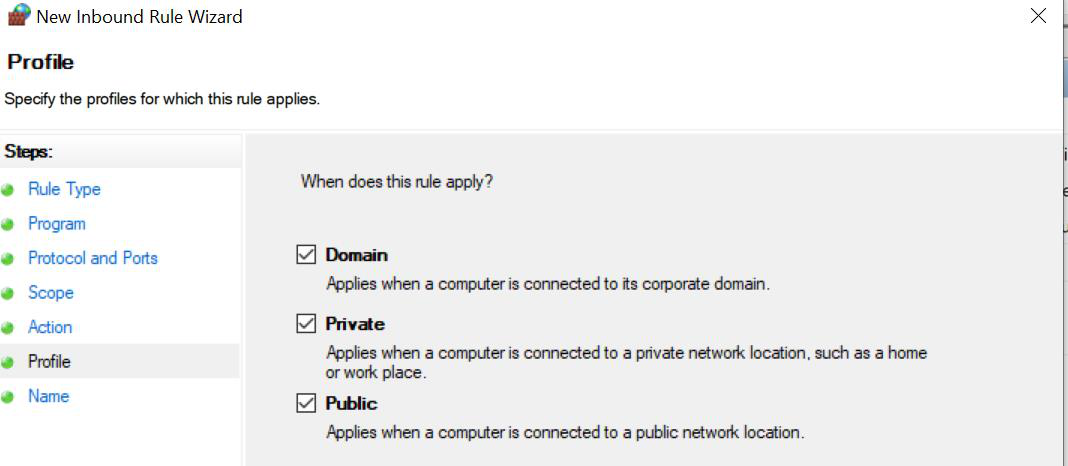 New Inbound Rule Wizard
Profile
Specify the profiles for which this rule applies.
Steps:
Rule Type
Program
Protocol and Ports
Scope
Action
Profile
Name
When does this rule apply?
Domain
Applies when a computer is connected to its corporate domain.
Private
Applies when a computer is connected to a private network location, such as a home
or work place.
Public
Applies when a computer is connected to a public network location.